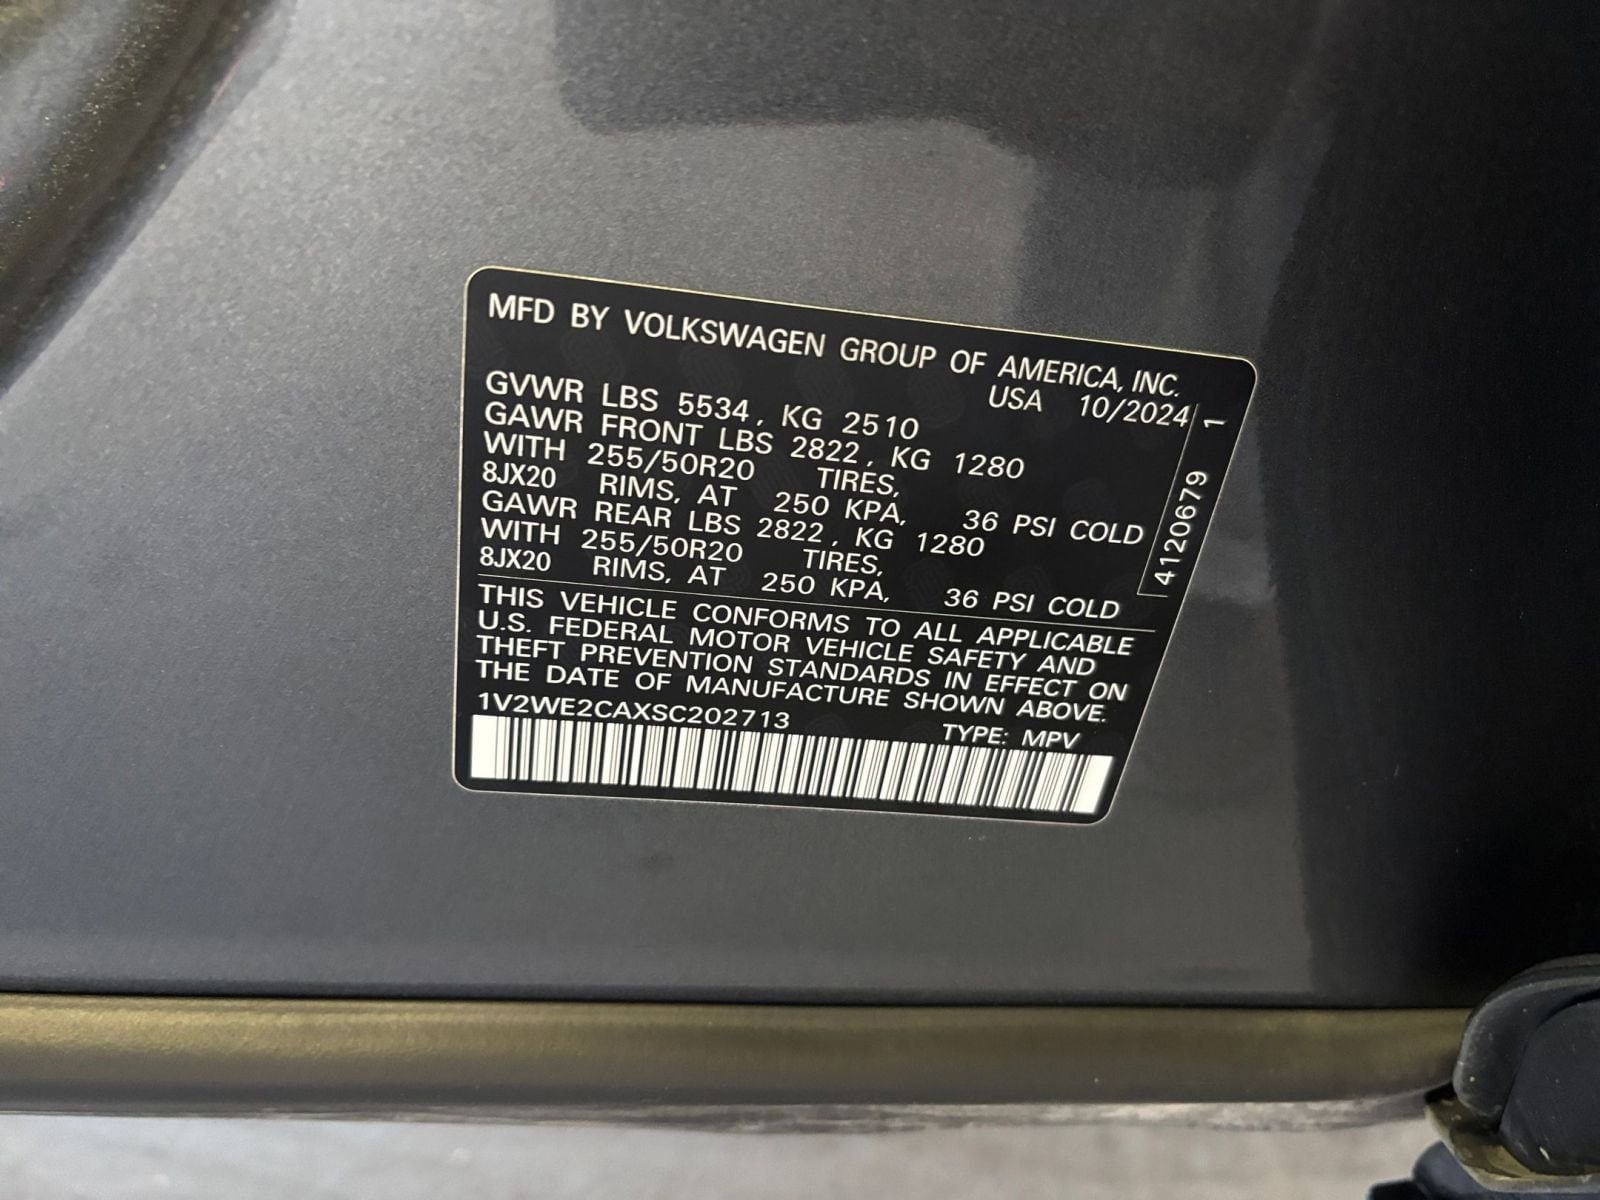 MFD BY VOLKSWAGEN GROUP OF AMERICA, INC.
USA 10/2024
GVWR LBS 5534, KG 2510
GAWR FRONT LBS 2822, KG 1280
WITH 255/50R20 TIRES,
8JX20 RIMS, AT 250 KPA, 36 PSI COLD
GAWR REAR LBS 2822, KG 1280
WITH 255/50R20 TIRES,
8JX20 RIMS, AT 250 KPA, 36 PSI COLD
THIS VEHICLE CONFORMS TO ALL APPLICABLE
U.S. FEDERAL MOTOR VEHICLE SAFETY AND
THEFT PREVENTION STANDARDS IN EFFECT ON
THE DATE OF MANUFACTURE SHOWN ABOVE.
1V2WE2CAXSC202713
TYPE: MPV
4120679 1